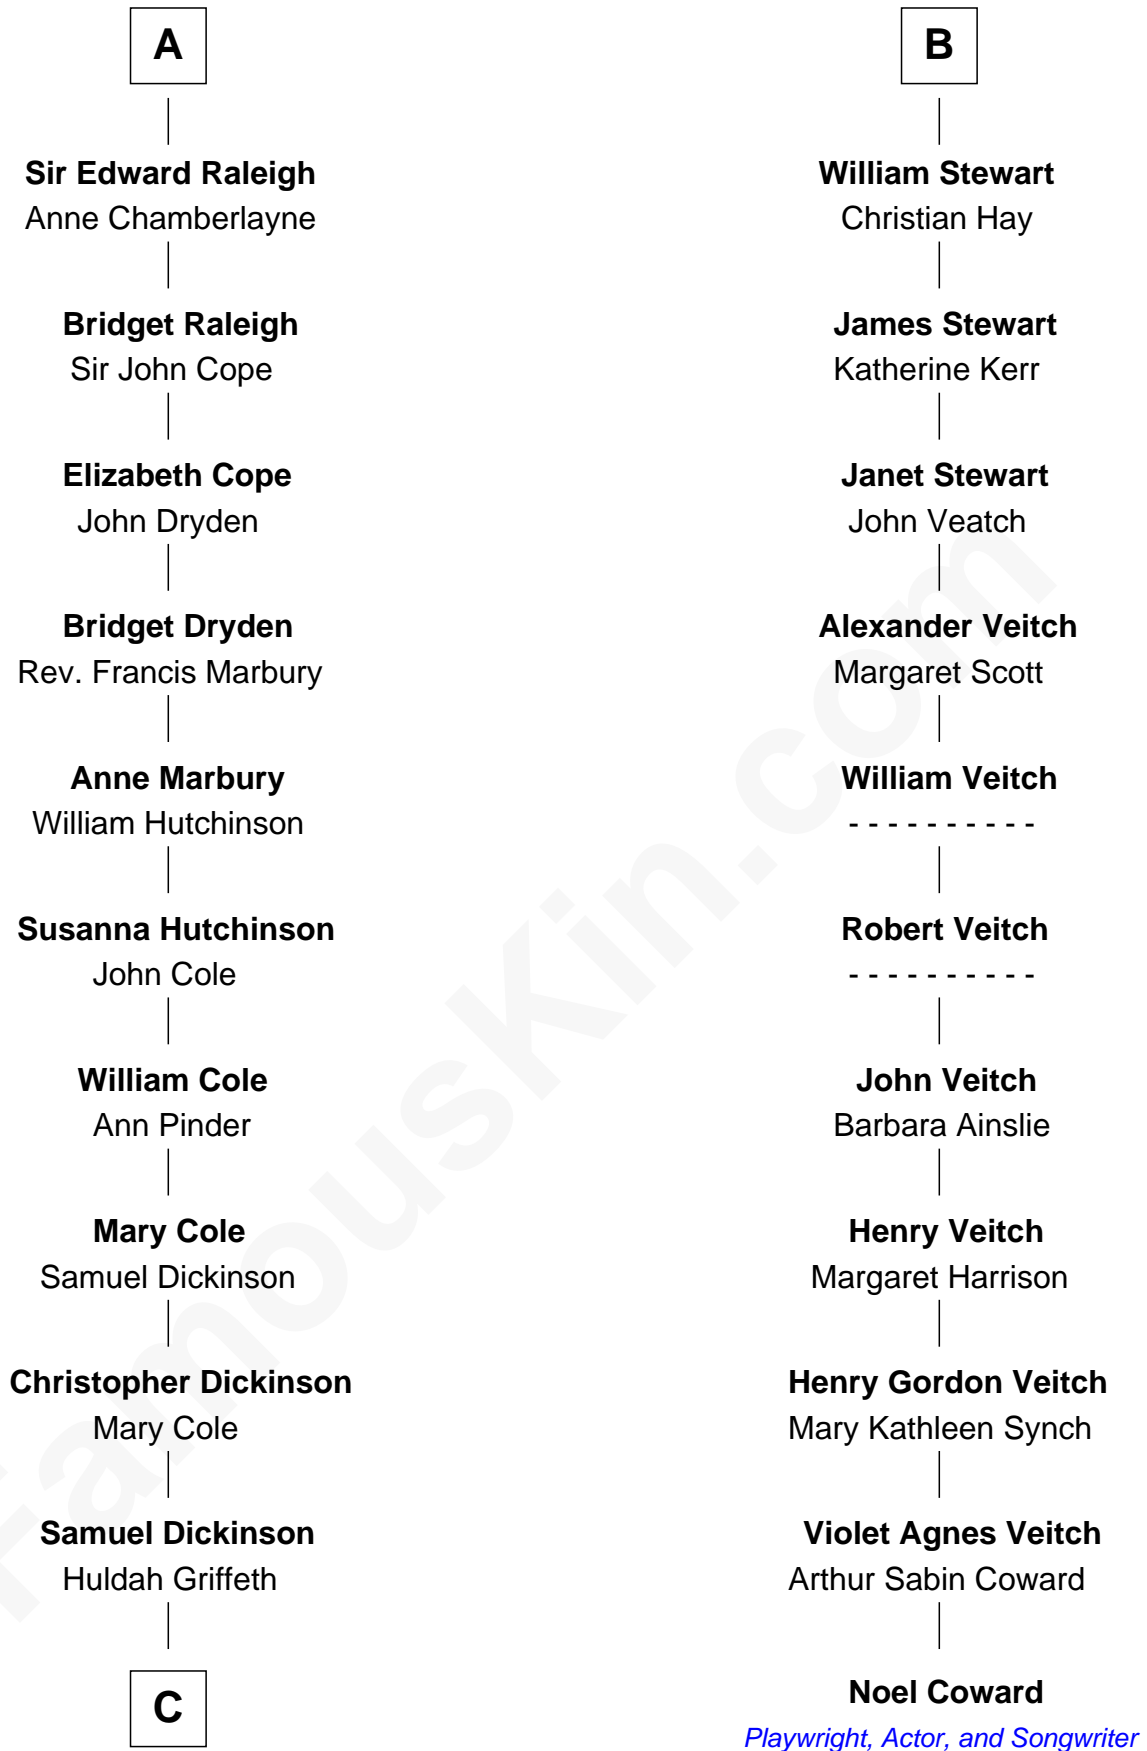 A
Sir Edward Raleigh
Anne Chamberlayne
Bridget Raleigh
Sir John Cope
Elizabeth Cope
John Dryden
Bridget Dryden
Rev. Francis Marbury
Anne Marbury
William Hutchinson
Susanna Hutchinson
John Cole
William Cole
Ann Pinder
Mary Cole
Samuel Dickinson
Christopher Dickinson
Mary Cole
Samuel Dickinson
Huldah Griffeth
C
B
William Stewart
Christian Hay
James Stewart
Katherine Kerr
Janet Stewart
John Veatch
Alexander Veitch
Margaret Scott
William Veitch
- - - - - - - - - -
Robert Veitch
- - - - - - - - - -
John Veitch
Barbara Ainslie
Henry Veitch
Margaret Harrison
Henry Gordon Veitch
Mary Kathleen Synch
Violet Agnes Veitch
Arthur Sabin Coward
Noel Coward
Playwright, Actor, and Songwriter
FamousKin.com